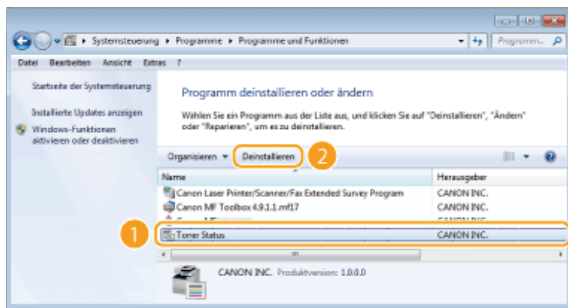 Systemsteuerung ▸ Programme ▸ Programme und Funktionen
Programm...
Datei Bearbeiten Ansicht Extras ?
Startseite der Systemsteuerung
Installierte Updates anzeigen
Windows-Funktionen
aktivieren oder deaktivieren
Programm deinstallieren oder ändern
Wählen Sie ein Programm aus der Liste aus, und klicken Sie auf "Deinstallieren", "Ändern"
oder "Reparieren", um es zu deinstallieren.
Organisieren Deinstallieren 2
Name Herausgeber
Canon Laser Printer/Scanner/Fax Extended Survey Program CANON INC.
Canon MF Toolbox 4.9.1.1.mf17 CANON INC.
CANON INC.
1 Toner Status CANON INC.
CANON INC. Produktversion: 1.0.0.0